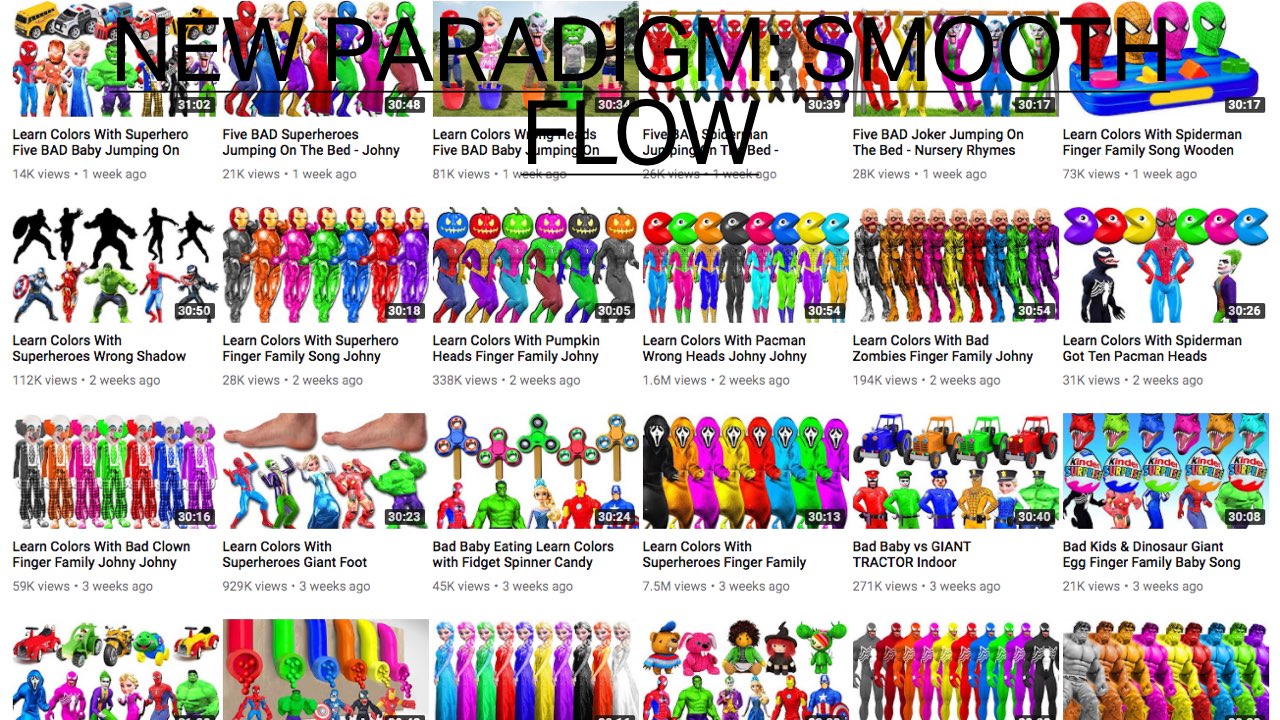 NEW PARADIGM: SMOOTH
FLOW
31:02
30:48
30:34
30:39
30:17
30:17
Learn Colors With Superhero
Five BAD Baby Jumping On
14K views • 1 week ago
Five BAD Superheroes
Jumping On The Bed - Johny
21K views • 1 week ago
Learn Colors Wrong Heads
Five BAD Baby Jumping On
81K views • 1 week ago
Five BAD Spiderman
Jumping On The Bed -
26K views • 1 week ago
Five BAD Joker Jumping On
The Bed - Nursery Rhymes
28K views • 1 week ago
Learn Colors With Spiderman
Finger Family Song Wooden
73K views • 1 week ago
30:50
30:18
30:05
30:54
30:54
30:26
Learn Colors With
Superheroes Wrong Shadow
112K views • 2 weeks ago
Learn Colors With Superhero
Finger Family Song Johny
28K views • 2 weeks ago
Learn Colors With Pumpkin
Heads Finger Family Johny
338K views • 2 weeks ago
Learn Colors With Pacman
Wrong Heads Johny Johny
1.6M views • 2 weeks ago
Learn Colors With Bad
Zombies Finger Family Johny
194K views • 2 weeks ago
Learn Colors With Spiderman
Got Ten Pacman Heads
31K views • 2 weeks ago
Kinder Kinder Kinder Kinder
SURPRISE SURPRISE SURPRISE SURPRISE
30:16
30:23
30:24
30:13
30:40
30:08
Learn Colors With Bad Clown
Finger Family Johny Johny
59K views • 3 weeks ago
Learn Colors With
Superheroes Giant Foot
929K views • 3 weeks ago
Bad Baby Eating Learn Colors
with Fidget Spinner Candy
45K views • 3 weeks ago
Learn Colors With
Superheroes Finger Family
7.5M views • 3 weeks ago
Bad Baby vs GIANT
TRACTOR Indoor
271K views • 3 weeks ago
Bad Kids & Dinosaur Giant
Egg Finger Family Baby Song
21K views • 3 weeks ago